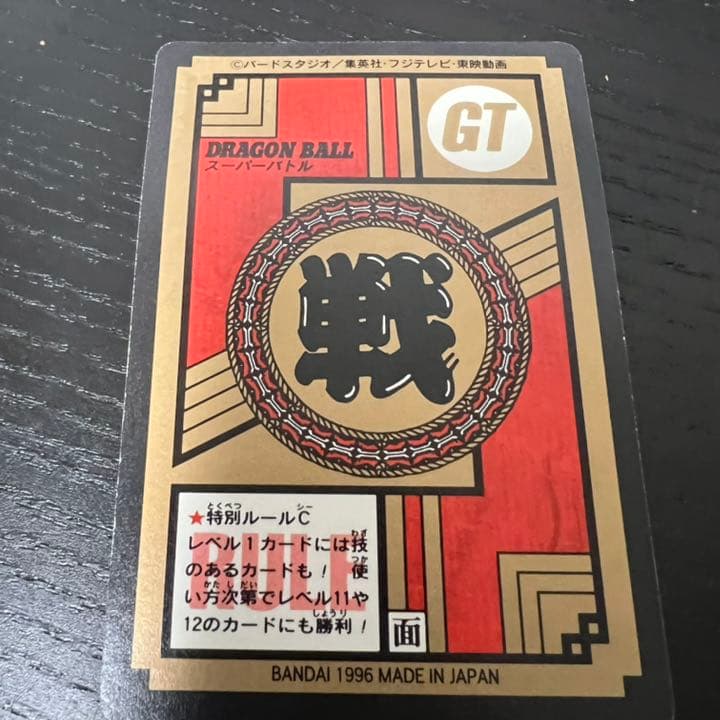 ©バードスタジオ／集英社・フジテレビ・東映動画
GT
DRAGON BALL
スーパーバトル
戦
★特別ルールC
レベル1カードには技
のあるカードも！使
い方次第でレベル11や
12のカードにも勝利！
RULE
面
BANDAI 1996 MADE IN JAPAN